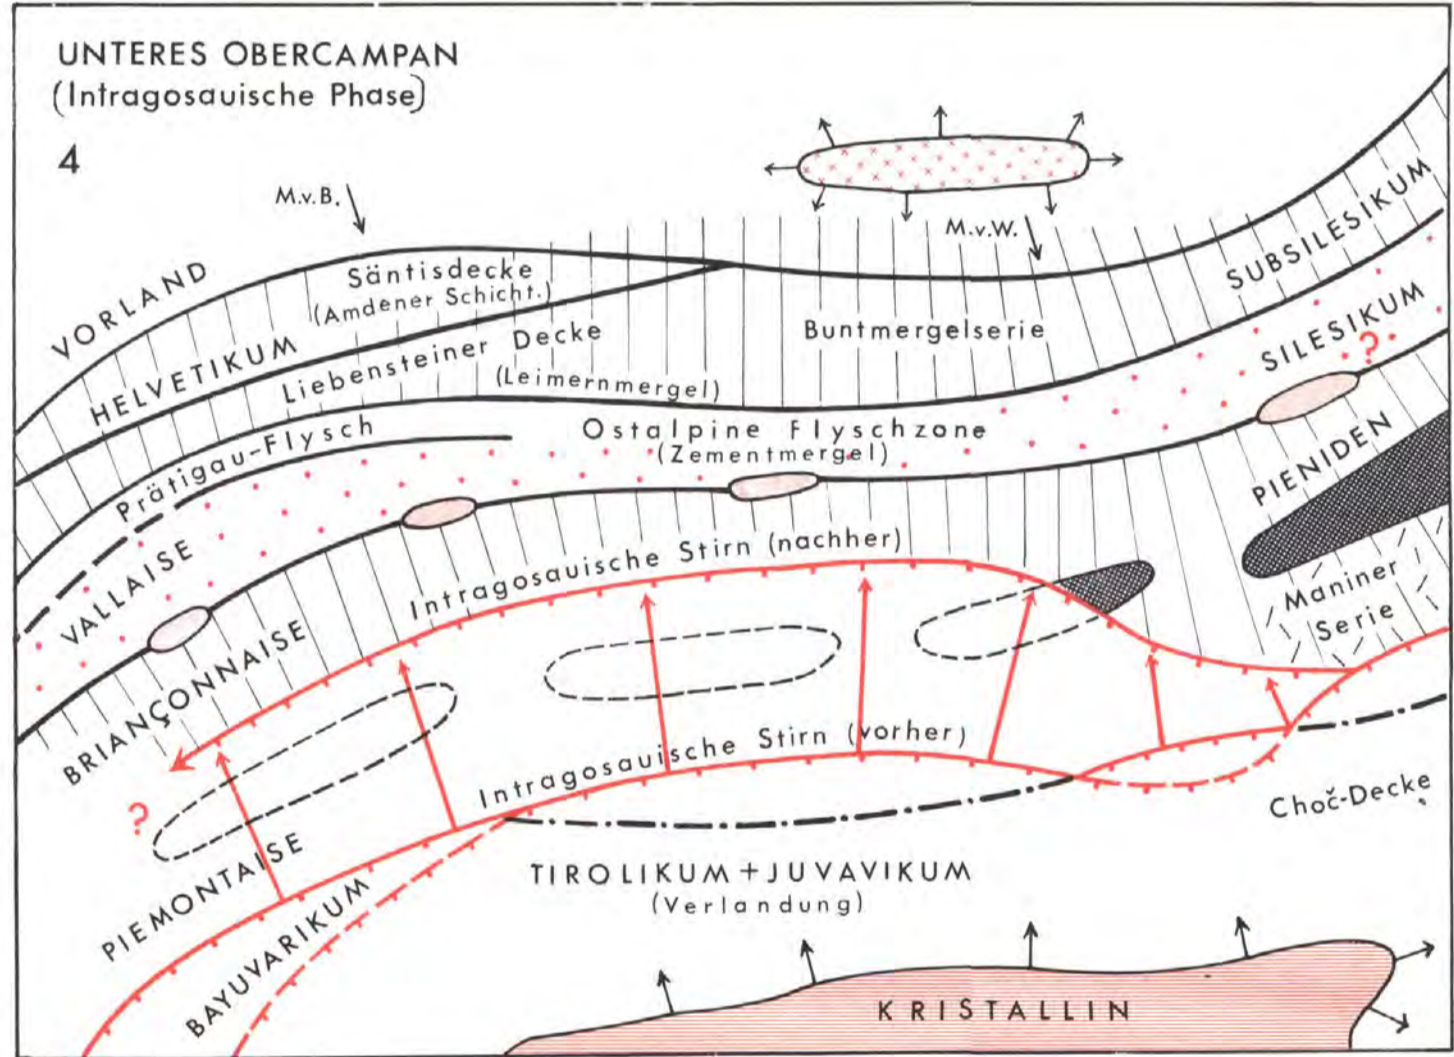 UNTERES OBERCAMPAN
(Intragosauische Phase)
4
M.v.B.
M.v.W.
VORLAND
Säntisdecke
(Amdener Schicht.)
HELVETIKUM
Liebensteiner Decke
(Leimernmergel)
Buntmergelserie
SUBSILESIKUM
Prätigau-Flysch
Ostalpine Flyschzone
(Zementmergel)
SILESIKUM
?
VALLAISE
PIENIDEN
Maniner
Serie
BRIANÇONNAISE
Intragosauische Stirn (nachher)
Intragosauische Stirn (vorher)
?
PIEMONTAISE
BAYUVARIKUM
Choč-Decke
TIROLIKUM + JUVAVIKUM
(Verlandung)
KRISTALLIN